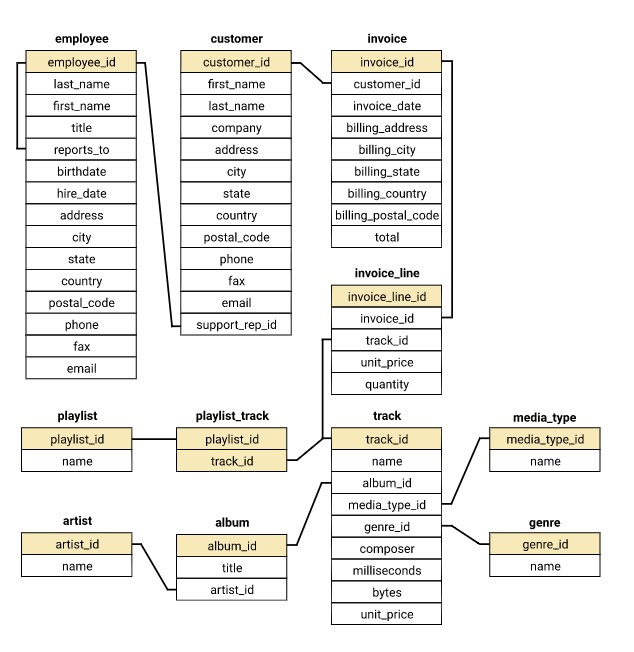 employee
employee_id
last_name
first_name
title
reports_to
birthdate
hire_date
address
city
state
country
postal_code
phone
fax
email
customer
customer_id
first_name
last_name
company
address
city
state
country
postal_code
phone
fax
email
support_rep_id
invoice
invoice_id
customer_id
invoice_date
billing_address
billing_city
billing_state
billing_country
billing_postal_code
total
invoice_line
invoice_line_id
invoice_id
track_id
unit_price
quantity
playlist
playlist_id
name
playlist_track
playlist_id
track_id
track
track_id
name
album_id
media_type_id
genre_id
composer
milliseconds
bytes
unit_price
media_type
media_type_id
name
artist
artist_id
name
album
album_id
title
artist_id
genre
genre_id
name